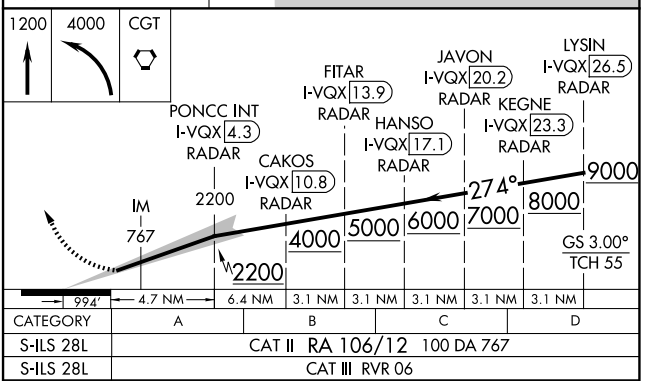 1200 4000 CGT
LYSIN
I-VQX 26.5
RADAR
JAVON
I-VQX 20.2
RADAR
FITAR
I-VQX 13.9
RADAR
KEGNE
I-VQX 23.3
RADAR
PONCC INT
I-VQX 4.3
RADAR
HANSO
I-VQX 17.1
RADAR
CAKOS
I-VQX 10.8
RADAR
IM
767
2200
274°
2200
4000
5000
6000
7000
8000
9000
GS 3.00°
TCH 55
994' 4.7 NM 6.4 NM 3.1 NM 3.1 NM 3.1 NM 3.1 NM 3.1 NM
CATEGORY A B C D
S-ILS 28L CAT II RA 106/12 100 DA 767
S-ILS 28L CAT III RVR 06